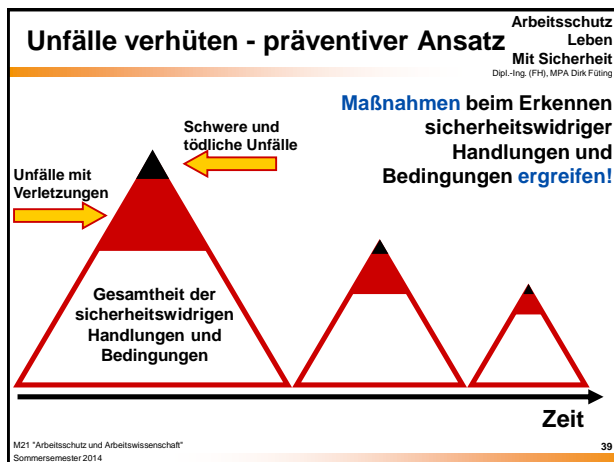 Unfälle verhüten - präventiver Ansatz
Arbeitsschutz
Leben
Mit Sicherheit
Dipl.-Ing. (FH), MPA Dirk Füting
Maßnahmen beim Erkennen
sicherheitswidriger
Handlungen und
Bedingungen ergreifen!
Schwere und
tödliche Unfälle
Unfälle mit
Verletzungen
Gesamtheit der
sicherheitswidrigen
Handlungen und
Bedingungen
Zeit
M21 "Arbeitsschutz und Arbeitswissenschaft"
Sommersemester 2014
39